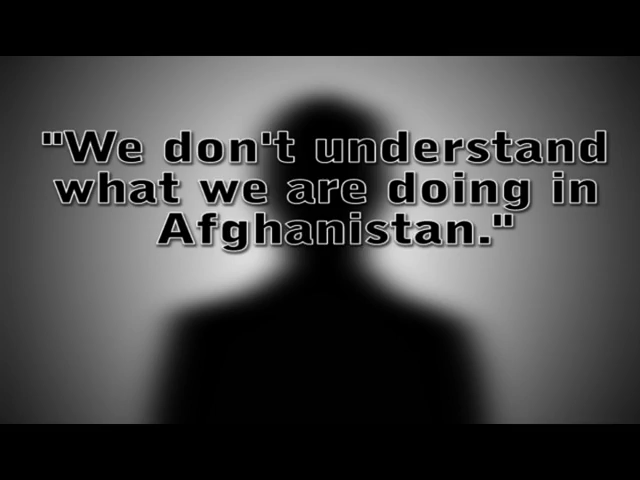 "We don't understand
what we are doing in
Afghanistan."